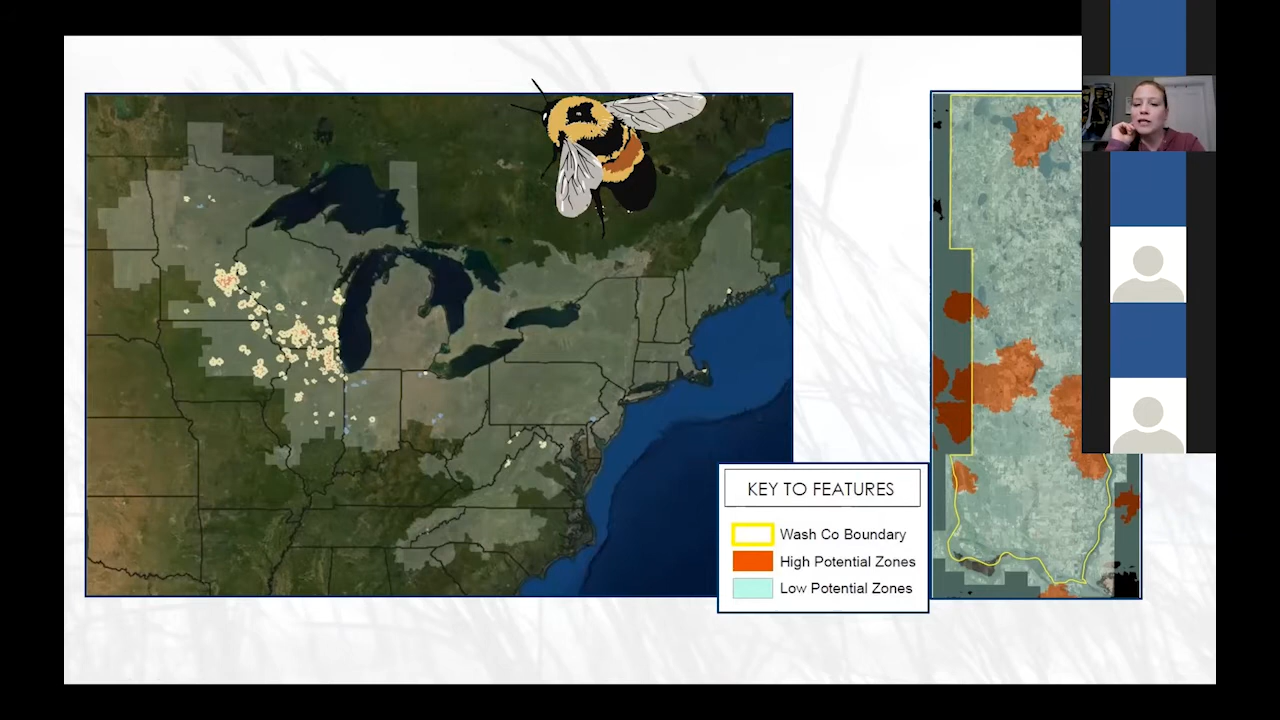 KEY TO FEATURES
Wash Co Boundary
High Potential Zones
Low Potential Zones